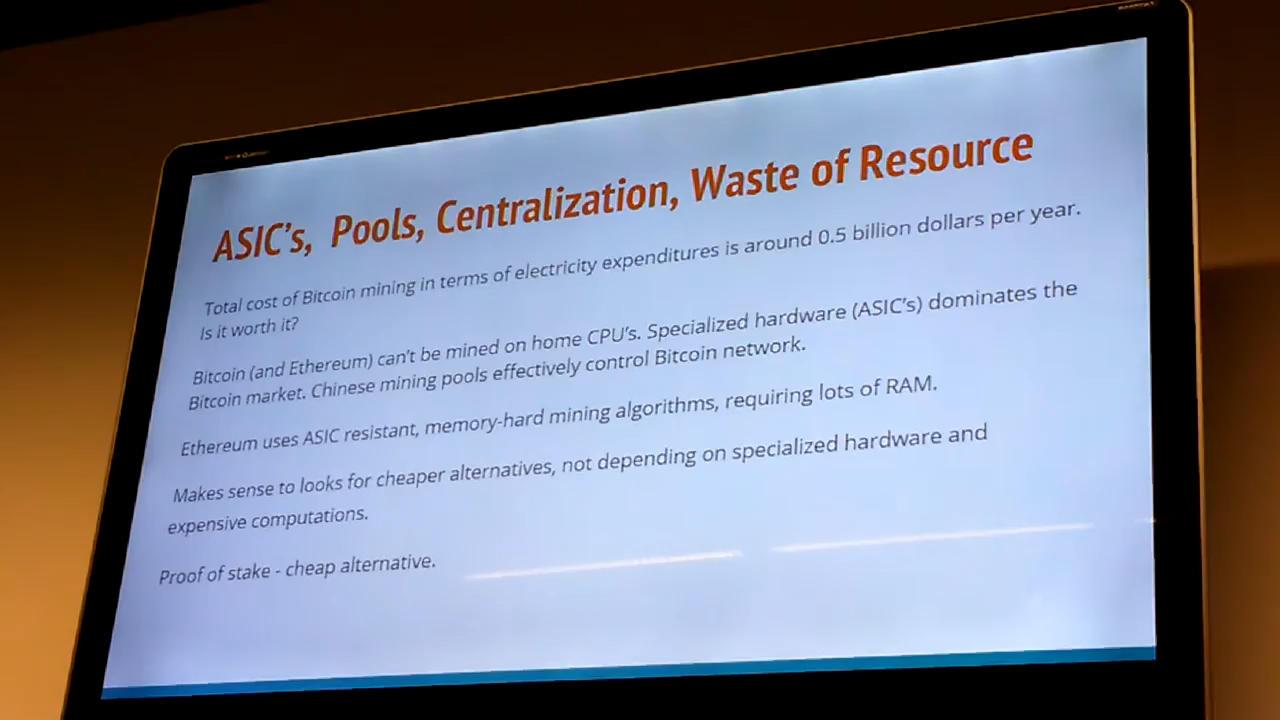 ASIC's, Pools, Centralization, Waste of Resource
Total cost of Bitcoin mining in terms of electricity expenditures is around 0.5 billion dollars per year.
Is it worth it?
Bitcoin (and Ethereum) can't be mined on home CPU's. Specialized hardware (ASIC's) dominates the
Bitcoin market. Chinese mining pools effectively control Bitcoin network.
Ethereum uses ASIC resistant, memory-hard mining algorithms, requiring lots of RAM.
Makes sense to looks for cheaper alternatives, not depending on specialized hardware and
expensive computations.
Proof of stake - cheap alternative.